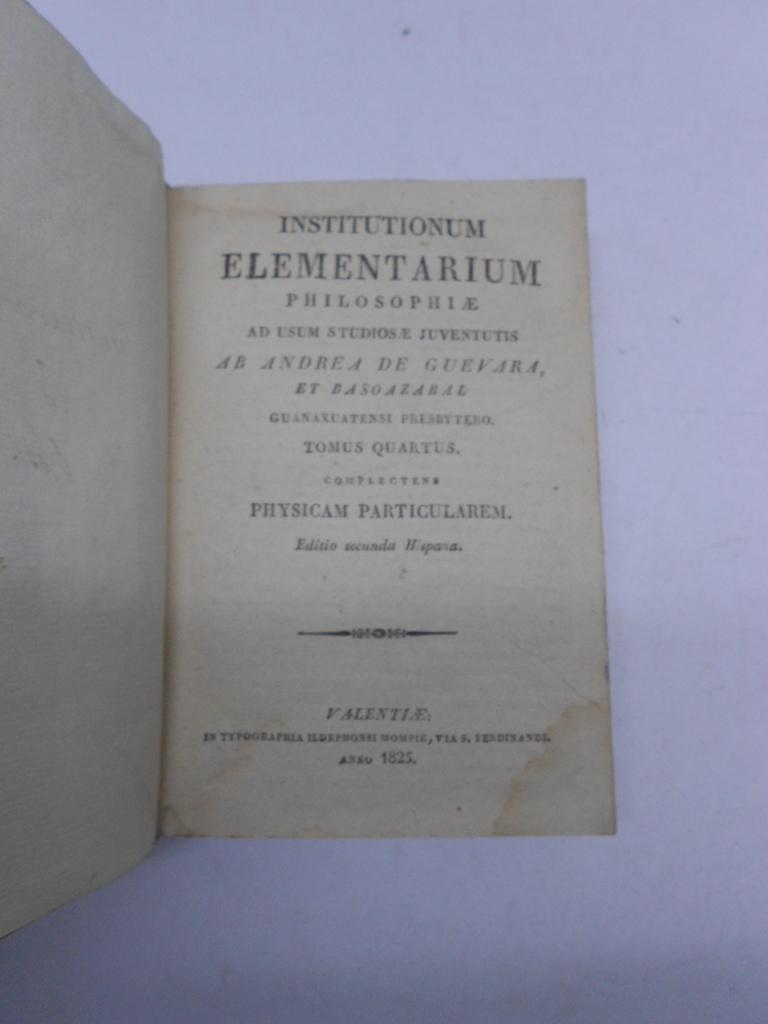 INSTITUTIONUM
ELEMENTARIUM
PHILOSOPHIÆ
AD USUM STUDIOSÆ JUVENTUTIS
AB ANDREA DE GUEVARA,
ET BASOAZABAL
GUANAXUATENSI PRESBYTERO.
TOMUS QUARTUS.
COMPLECTENS
PHYSICAM PARTICULAREM.
Editio secunda Hispana.
VALENTIÆ:
IN TYPOGRAPHIA ILDEPHONSI MOMPIE, VIA S. FERDINANDI.
ANNO 1825.